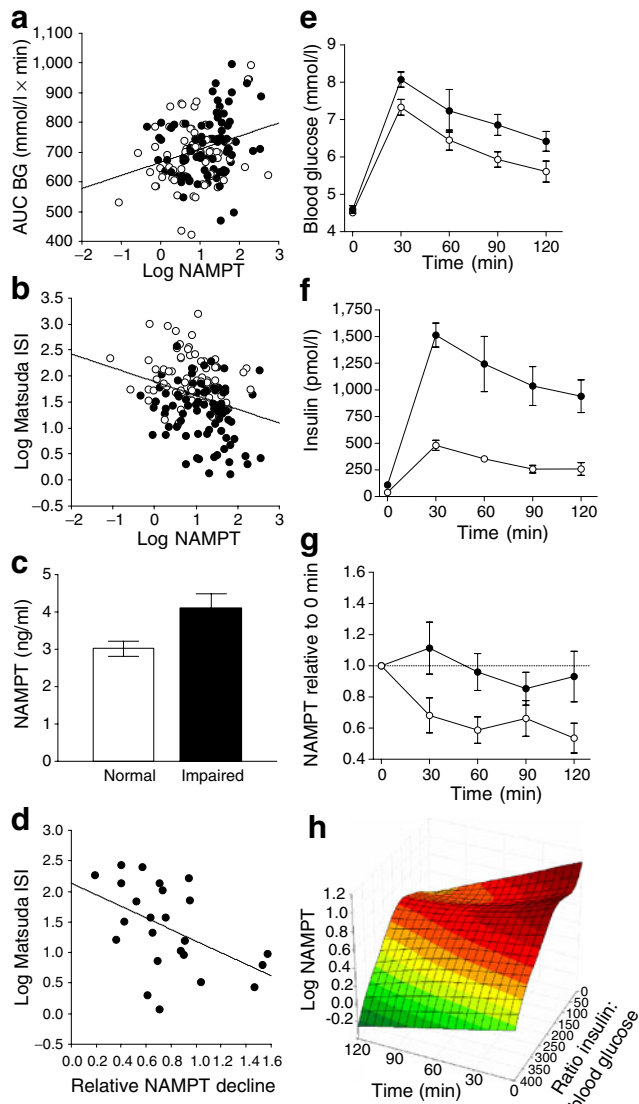 a
AUC BG (mmol/l × min)
1,100
1,000
900
800
700
600
500
400
−2 −1 0 1 2 3
Log NAMPT
b
Log Matsuda ISI
3.5
3.0
2.5
2.0
1.5
1.0
0.5
0.0
−0.5
−2 −1 0 1 2 3
Log NAMPT
c
NAMPT (ng/ml)
5
4
3
2
1
0
Normal Impaired
d
Log Matsuda ISI
3.0
2.5
2.0
1.5
1.0
0.5
0.0
−0.5
0.0 0.2 0.4 0.6 0.8 1.0 1.2 1.4 1.6
Relative NAMPT decline
e
Blood glucose (mmol/l)
9
8
7
6
5
4
0 30 60 90 120
Time (min)
f
Insulin (pmol/l)
1,750
1,500
1,250
1,000
750
500
250
0
0 30 60 90 120
Time (min)
g
NAMPT relative to 0 min
1.6
1.4
1.2
1.0
0.8
0.6
0.4
0 30 60 90 120
Time (min)
h
Log NAMPT
1.2
1.0
0.8
0.6
0.4
0.2
0.0
-0.2
120 90 60 30 0
Time (min)
0
50
100
150
200
250
300
350
400
Ratio insulin:
blood glucose